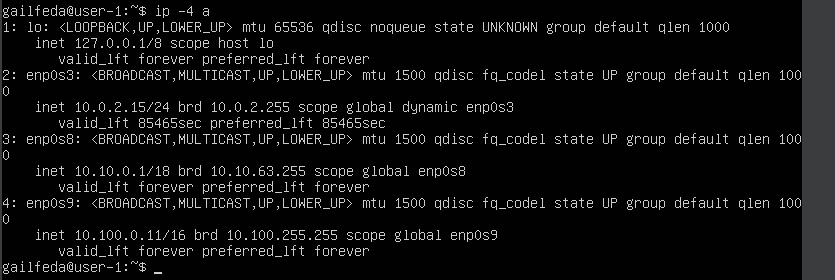 gailfeda@user-1:~$ ip -4 a
1: lo: <LOOPBACK,UP,LOWER_UP> mtu 65536 qdisc noqueue state UNKNOWN group default qlen 1000
    inet 127.0.0.1/8 scope host lo
       valid_lft forever preferred_lft forever
2: enp0s3: <BROADCAST,MULTICAST,UP,LOWER_UP> mtu 1500 qdisc fq_codel state UP group default qlen 100
0
    inet 10.0.2.15/24 brd 10.0.2.255 scope global dynamic enp0s3
       valid_lft 85465sec preferred_lft 85465sec
3: enp0s8: <BROADCAST,MULTICAST,UP,LOWER_UP> mtu 1500 qdisc fq_codel state UP group default qlen 100
0
    inet 10.10.0.1/18 brd 10.10.63.255 scope global enp0s8
       valid_lft forever preferred_lft forever
4: enp0s9: <BROADCAST,MULTICAST,UP,LOWER_UP> mtu 1500 qdisc fq_codel state UP group default qlen 100
0
    inet 10.100.0.11/16 brd 10.100.255.255 scope global enp0s9
       valid_lft forever preferred_lft forever
gailfeda@user-1:~$ _